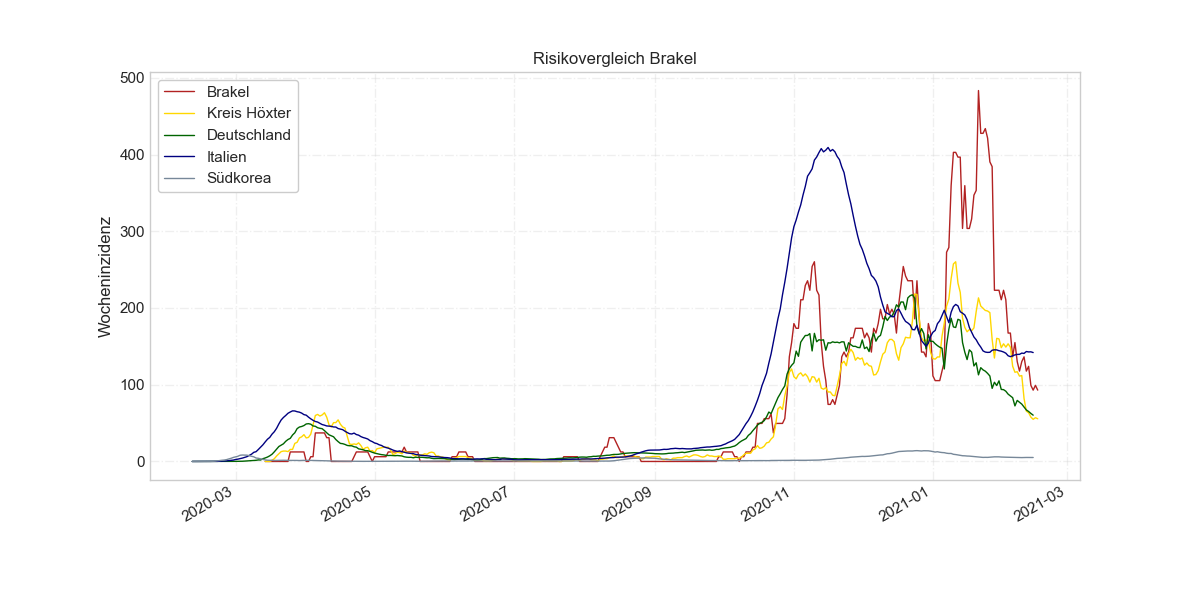 Risikovergleich Brakel
Wocheninzidenz
500
400
300
200
100
0
Brakel
Kreis Höxter
Deutschland
Italien
Südkorea
2020-03
2020-05
2020-07
2020-09
2020-11
2021-01
2021-03